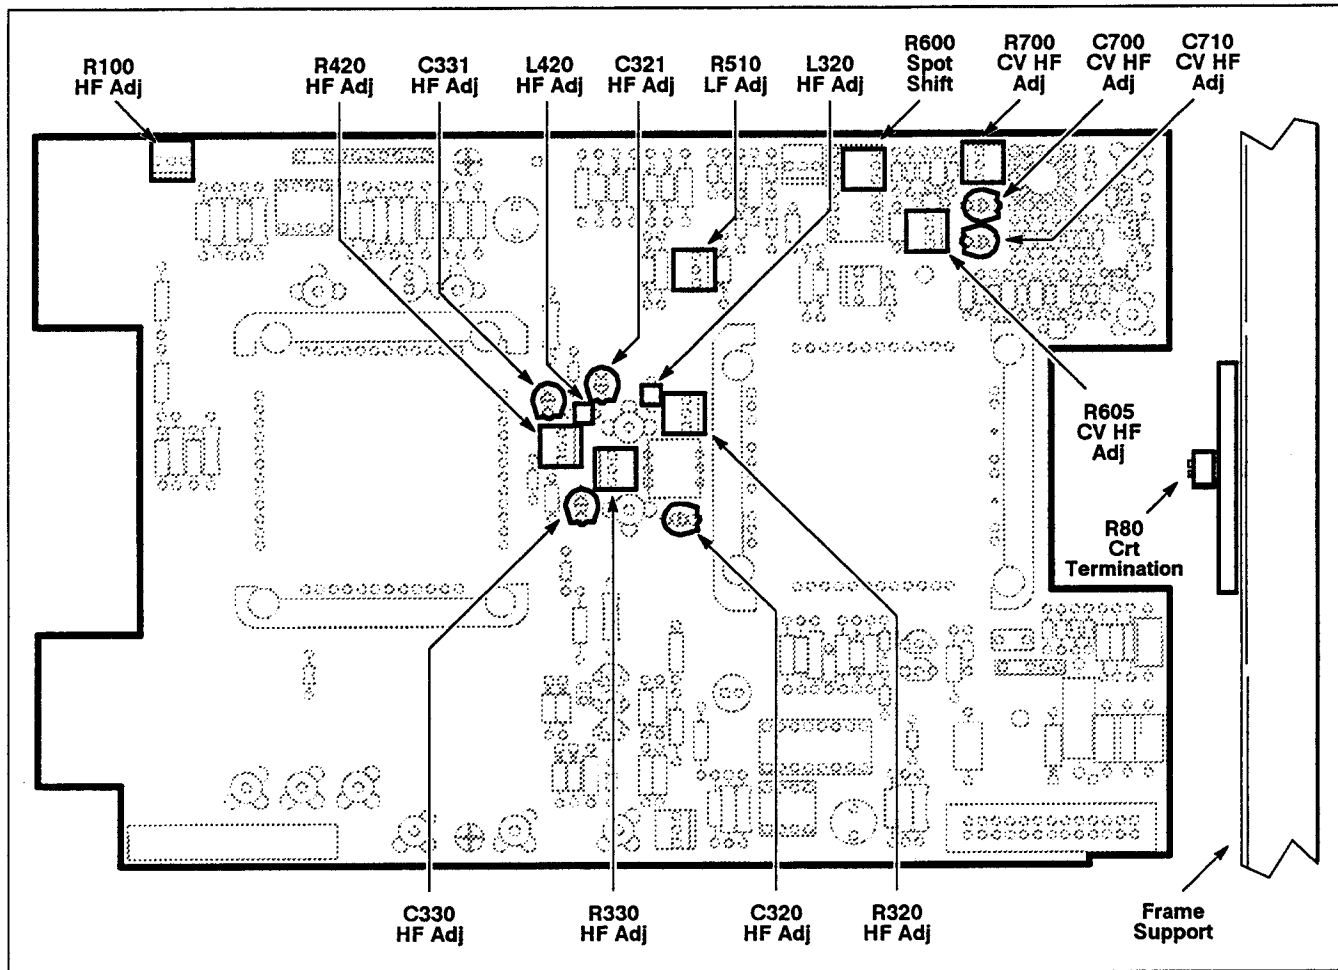 R100
HF Adj
R420
HF Adj
C331
HF Adj
L420
HF Adj
C321
HF Adj
R510
LF Adj
L320
HF Adj
R600
Spot
Shift
R700
CV HF
Adj
C700
CV HF
Adj
C710
CV HF
Adj
R605
CV HF
Adj
R80
Crt
Termination
C330
HF Adj
R330
HF Adj
C320
HF Adj
R320
HF Adj
Frame
Support